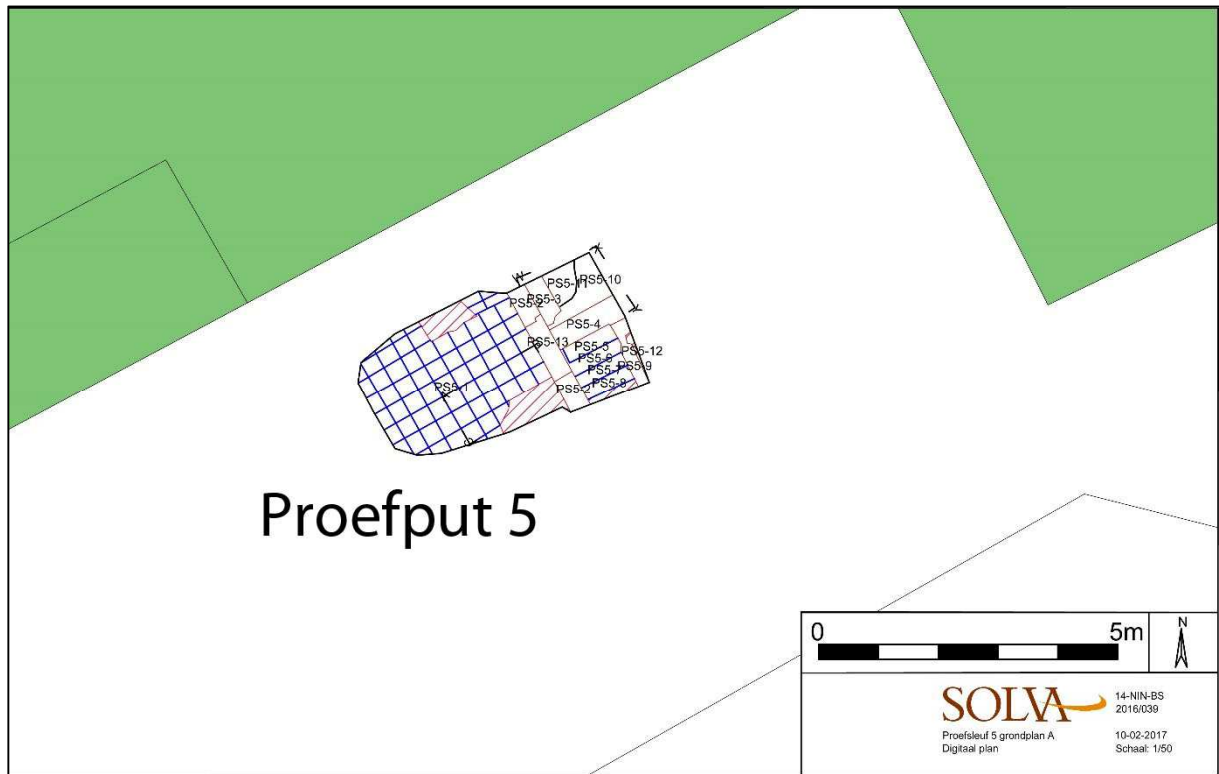 PS5-11
PS5-10
PS5-2
PS5-3
PS5-4
PS5-13
PS5-5
PS5-6
PS5-12
PS5-7
PS5-9
PS5-1
PS5-2
PS5-8
Proefput 5
0
5m
N
SOLVA
14-NIN-BS
2016/039
Proefsleuf 5 grondplan A
10-02-2017
Digitaal plan
Schaal: 1/50